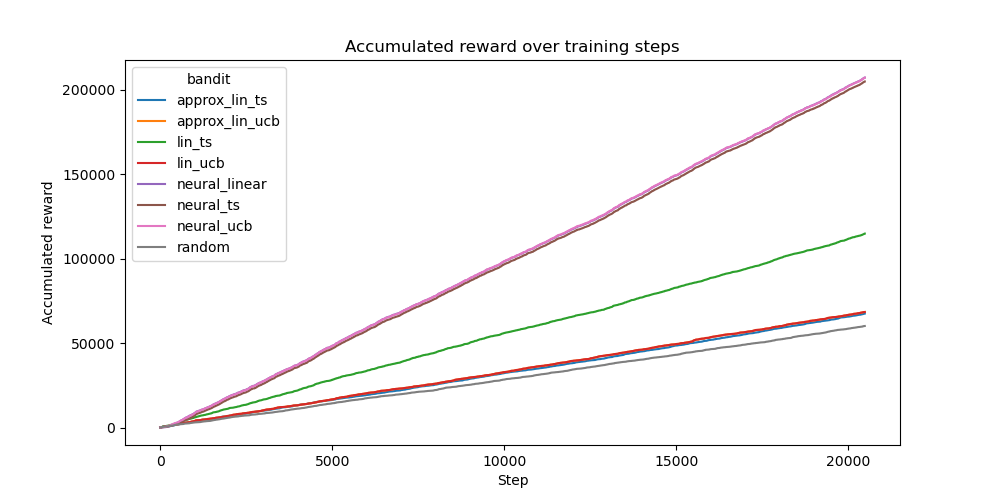 Accumulated reward over training steps
Accumulated reward
200000
150000
100000
50000
0
bandit
approx_lin_ts
approx_lin_ucb
lin_ts
lin_ucb
neural_linear
neural_ts
neural_ucb
random
0 5000 10000 15000 20000
Step